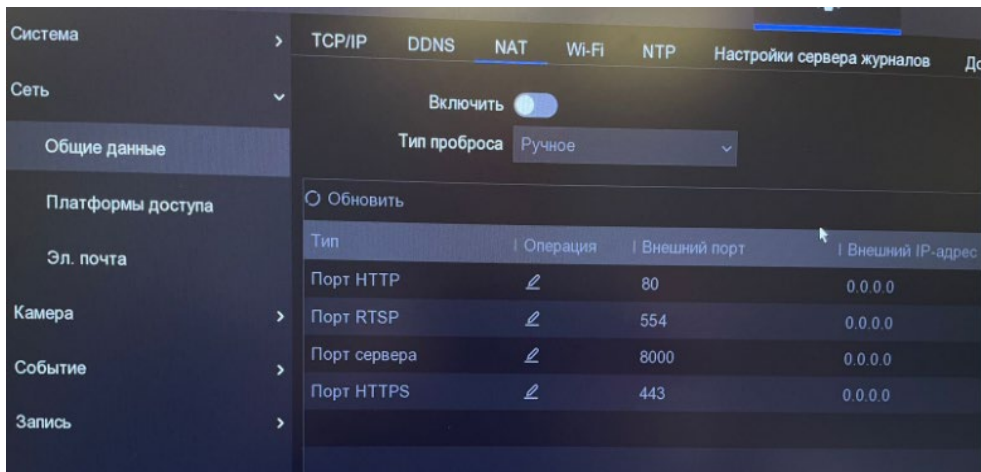 Система
Сеть
Общие данные
Платформы доступа
Эл. почта
Камера
Событие
Запись
TCP/IP DDNS NAT Wi-Fi NTP Настройки сервера журналов
Включить
Тип проброса Ручное
Обновить
Тип Операция Внешний порт Внешний IP-адрес
Порт HTTP 80 0.0.0.0
Порт RTSP 554 0.0.0.0
Порт сервера 8000 0.0.0.0
Порт HTTPS 443 0.0.0.0